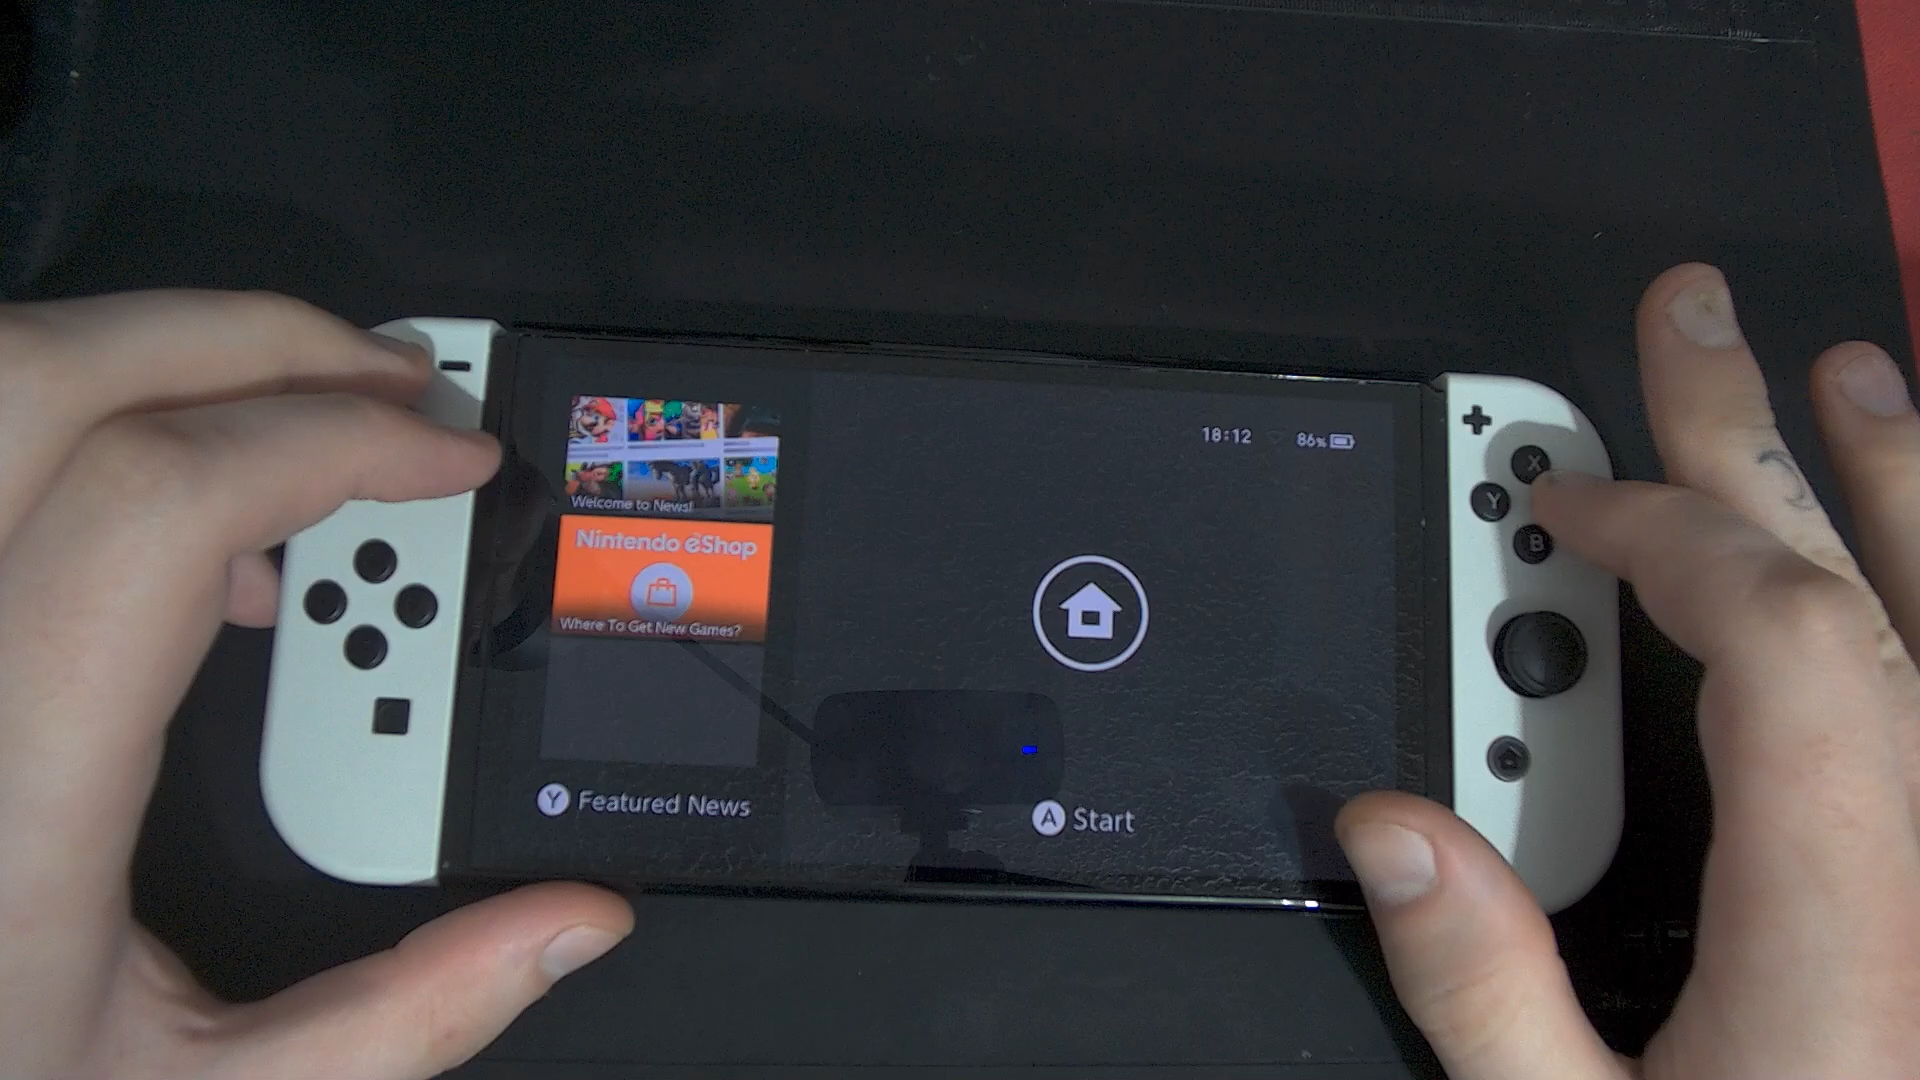 18:12 86%
Welcome to News!
Nintendo eShop
Where To Get New Games?
Y Featured News
A Start
X
Y
B